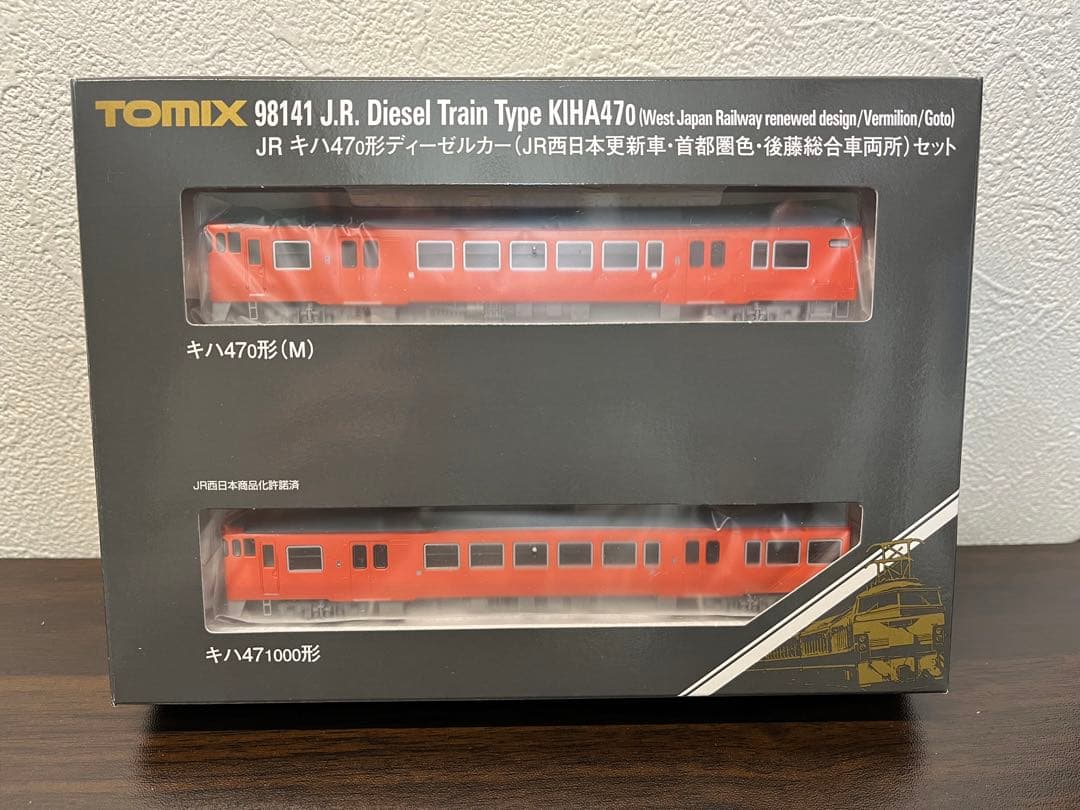 TOMIX 98141 J.R. Diesel Train Type KIHA470 (West Japan Railway renewed design/Vermilion/Goto)
JR キハ470形ディーゼルカー(JR西日本更新車・首都圏色・後藤総合車両所)セット
キハ470形(M)
JR西日本商品化許諾済
キハ471000形